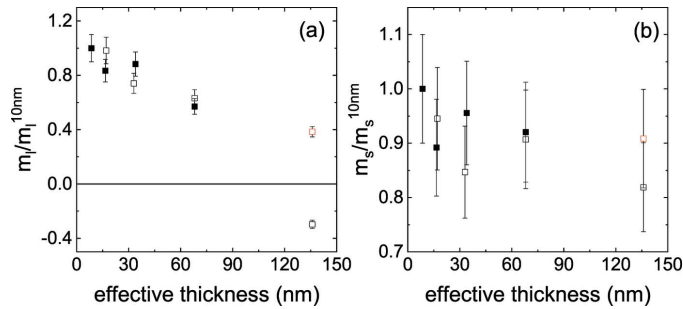 (a)
1.2
0.8
0.4
0.0
-0.4
m_l/m_l^{10nm}
0 30 60 90 120 150
effective thickness (nm)
(b)
1.1
1.0
0.9
0.8
0.7
m_s/m_s^{10nm}
0 30 60 90 120 150
effective thickness (nm)